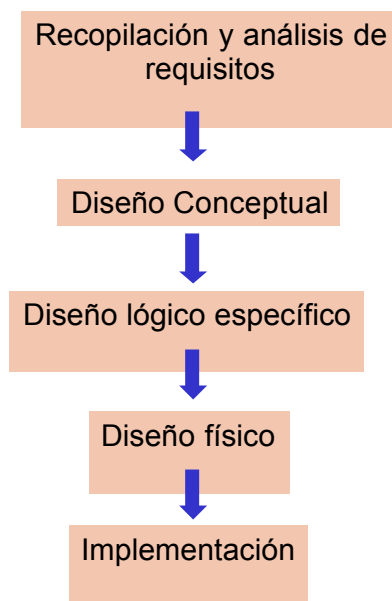 Recopilación y análisis de
requisitos
Diseño Conceptual
Diseño lógico específico
Diseño físico
Implementación